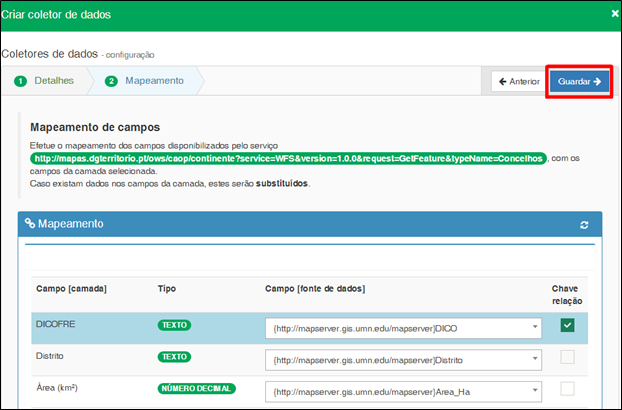 Criar coletor de dados ×
Coletores de dados - configuração
1 Detalhes 2 Mapeamento Anterior Guardar
Mapeamento de campos
Efetue o mapeamento dos campos disponibilizados pelo serviço
http://mapas.dgterritorio.pt/ows/caop/continente?service=WFS&version=1.0.0&request=GetFeature&typeName=Concelhos, com os
campos da camada selecionada.
Caso existam dados nos campos da camada, estes serão substituídos.
Mapeamento
Campo [camada] Tipo Campo [fonte de dados] Chave
relação
DICOFRE TEXTO {http://mapserver.gis.umn.edu/mapserver}DICO
Distrito TEXTO {http://mapserver.gis.umn.edu/mapserver}Distrito
Área (km²) NÚMERO DECIMAL {http://mapserver.gis.umn.edu/mapserver}Area_Ha